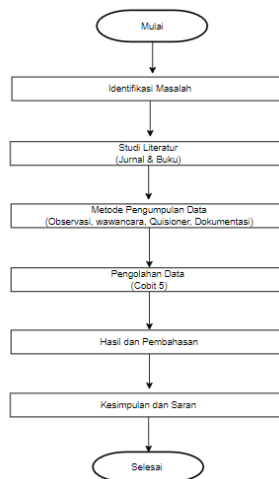 Mulai
Identifikasi Masalah
Studi Literatur
(Jurnal & Buku)
Metode Pengumpulan Data
(Observasi, wawancara, Quisioner, Dokumentasi)
Pengolahan Data
(Cobit 5)
Hasil dan Pembahasan
Kesimpulan dan Saran
Selesai